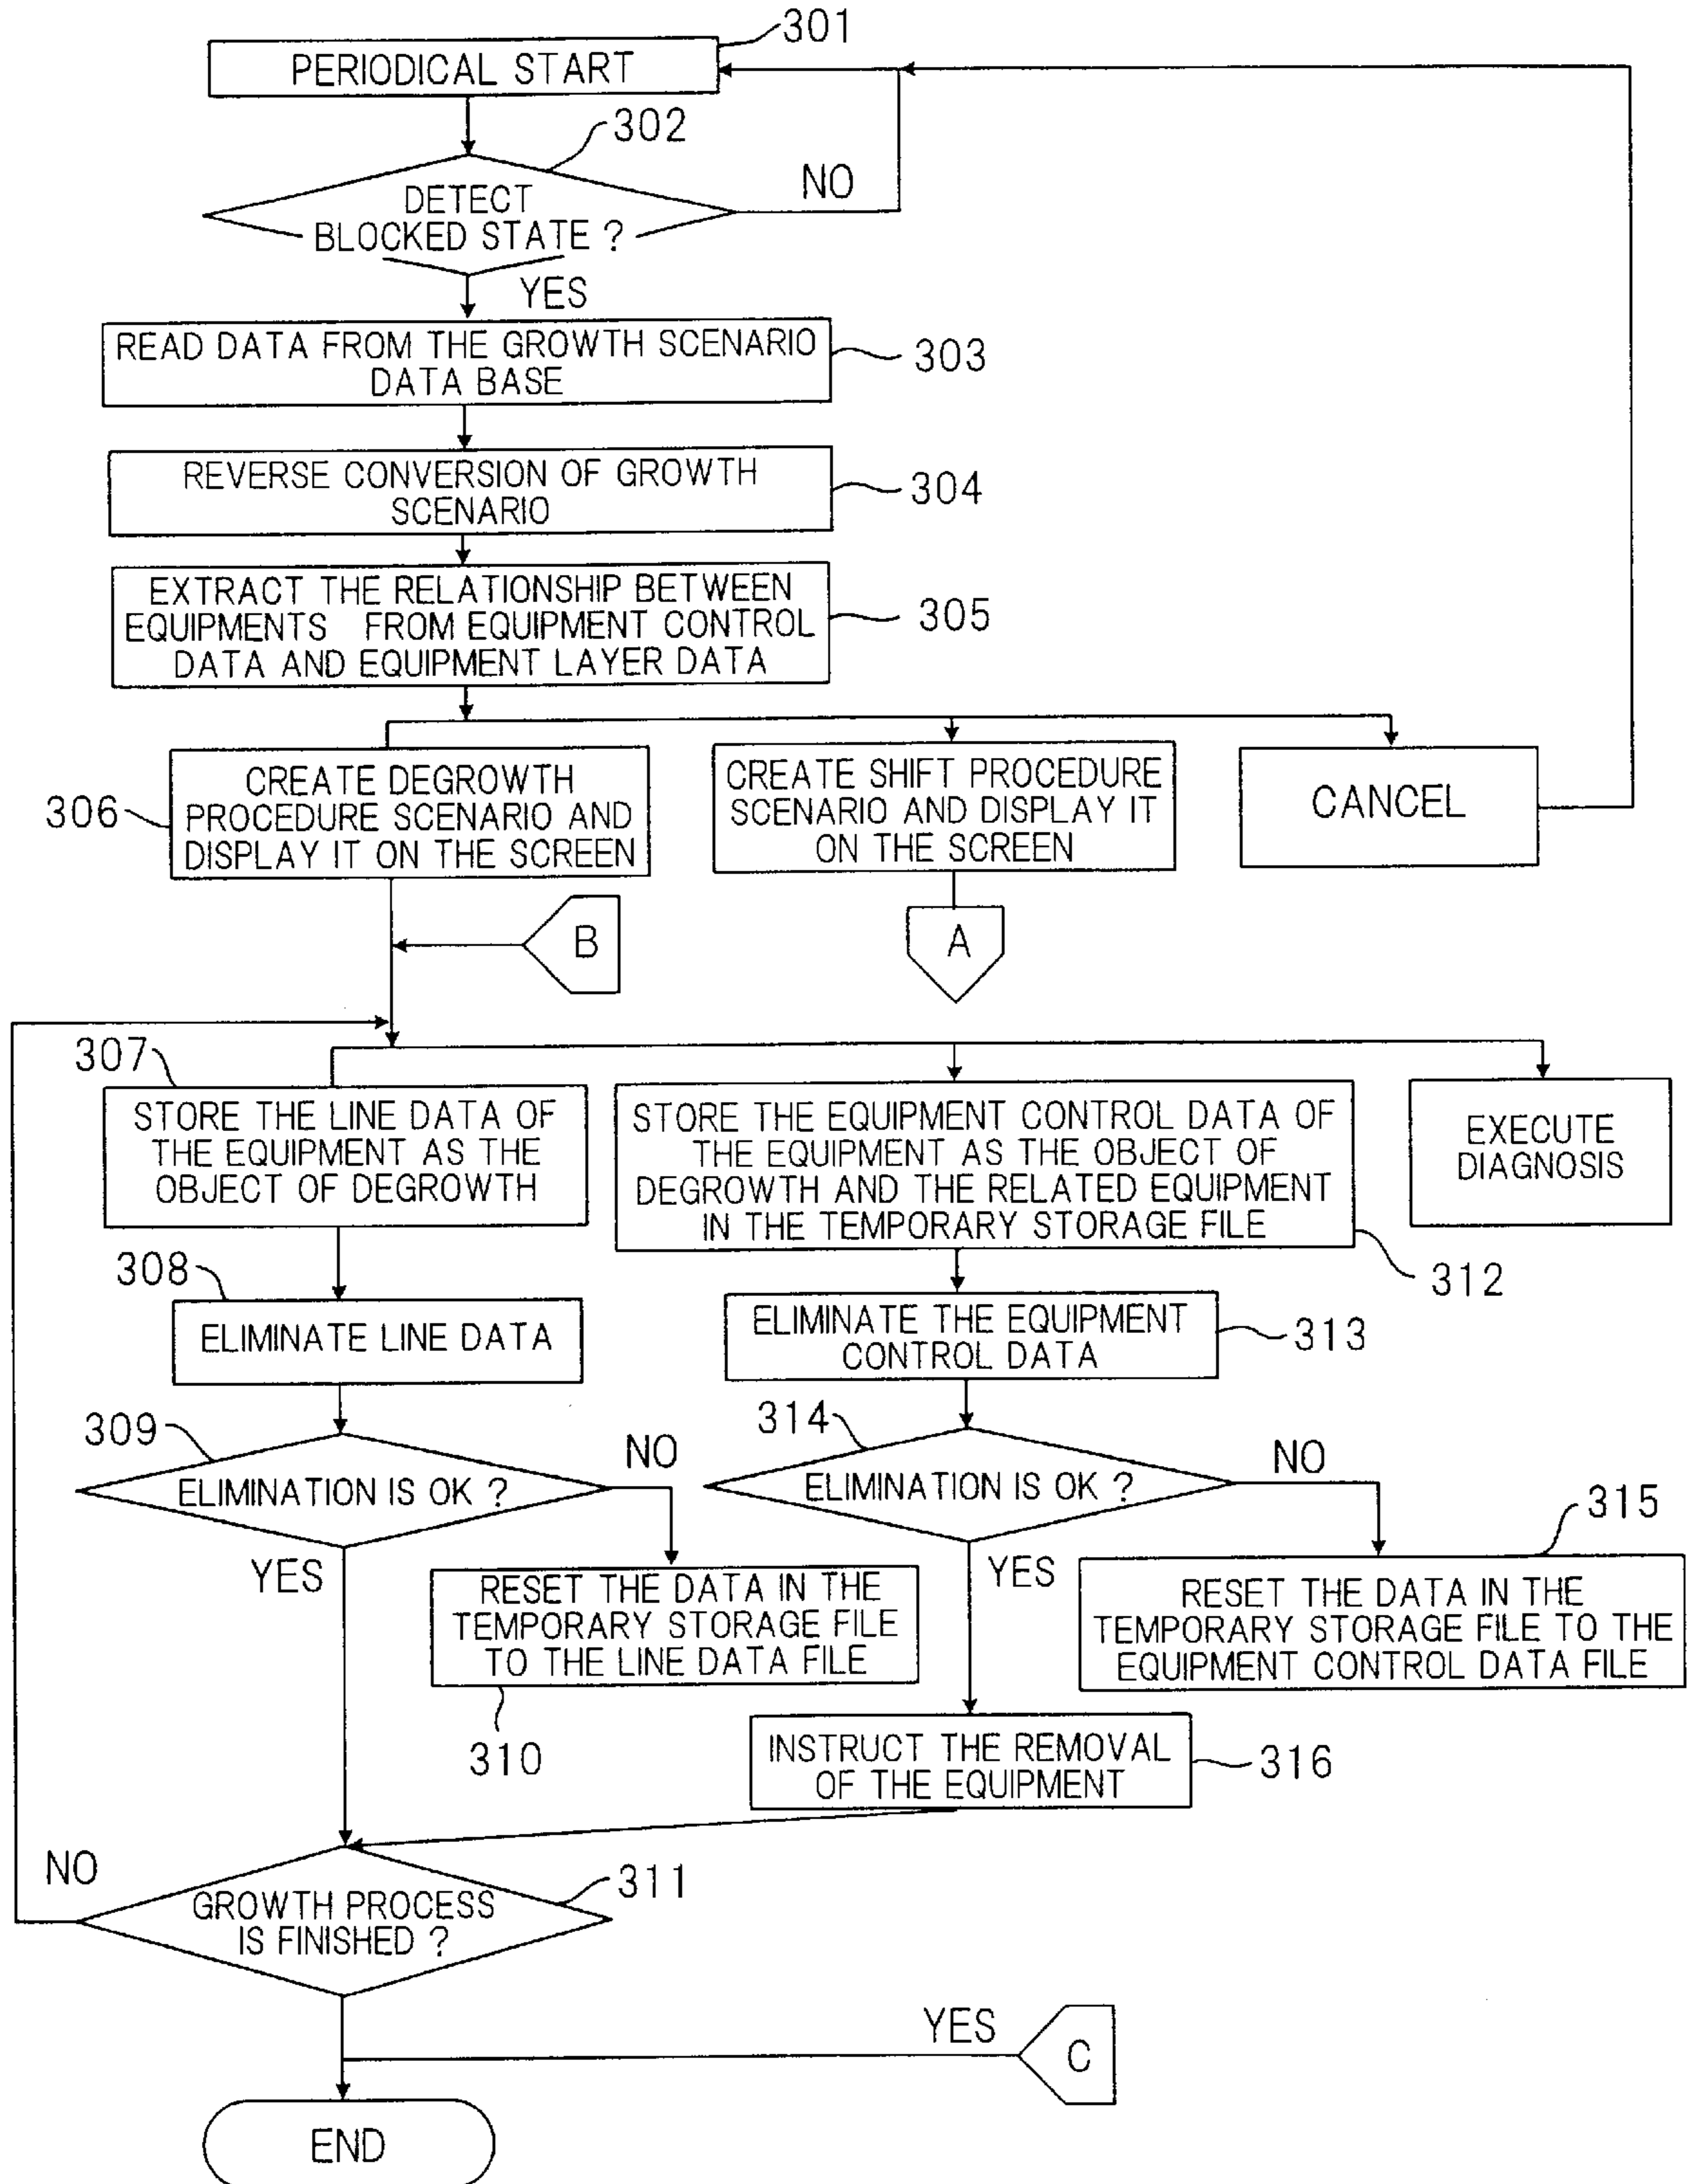 301
PERIODICAL START
302
DETECT
BLOCKED STATE ?
NO
YES
READ DATA FROM THE GROWTH SCENARIO
DATA BASE
303
REVERSE CONVERSION OF GROWTH
SCENARIO
304
EXTRACT THE RELATIONSHIP BETWEEN
EQUIPMENTS FROM EQUIPMENT CONTROL
DATA AND EQUIPMENT LAYER DATA
305
306
CREATE DEGROWTH
PROCEDURE SCENARIO AND
DISPLAY IT ON THE SCREEN
CREATE SHIFT PROCEDURE
SCENARIO AND DISPLAY IT
ON THE SCREEN
CANCEL
B
A
307
STORE THE LINE DATA OF
THE EQUIPMENT AS THE
OBJECT OF DEGROWTH
STORE THE EQUIPMENT CONTROL DATA OF
THE EQUIPMENT AS THE OBJECT OF
DEGROWTH AND THE RELATED EQUIPMENT
IN THE TEMPORARY STORAGE FILE
312
EXECUTE
DIAGNOSIS
308
ELIMINATE LINE DATA
ELIMINATE THE EQUIPMENT
CONTROL DATA
313
309
ELIMINATION IS OK ?
NO
YES
314
ELIMINATION IS OK ?
NO
YES
315
RESET THE DATA IN THE
TEMPORARY STORAGE FILE
TO THE LINE DATA FILE
310
RESET THE DATA IN THE
TEMPORARY STORAGE FILE TO THE
EQUIPMENT CONTROL DATA FILE
INSTRUCT THE REMOVAL
OF THE EQUIPMENT
316
NO
311
GROWTH PROCESS
IS FINISHED ?
YES
C
END